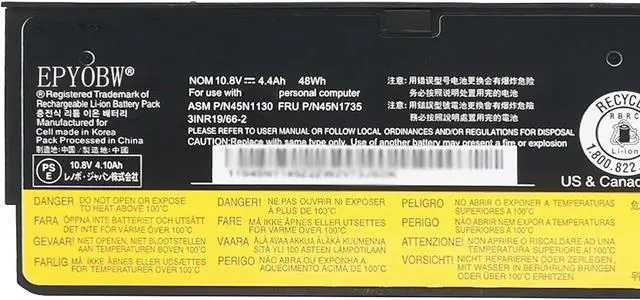 EPYOBW®
®Registered Trademark of
Rechargeable Li-ion Battery Pack
충전식 리튬 이온 배터리
Manufactured for
Cell made in Korea
Pack Processed in China
制造地:中国 / 製造地:中国
NOM 10.8V 4.4Ah 48Wh
For use with personal computer
ASM P/N45N1130 FRU P/N45N1735
3INR19/66-2
注意: 用错误型号电池更换会有爆炸危险
务必按照说明处置用完的电池
注意: 用錯誤型號電池更換會有爆炸危險
務必按照說明處置用完的電池
PLEASE REFER TO USER MANUAL/ OR FOLLOW LOCAL ORDINANCES AND/OR REGULATIONS FOR DISPOSAL
CAUTION:Replace with same type only. Use of another battery may present a fire or explosion
PS
E
10.8V 4.10Ah
レノボ・ジャパン株式会社
RECYCLE
RBRC
Li-ion
1.800.822
US & Canada
DANGER DO NOT OPEN OR EXPOSE
TO HEAT ABOVE 100°C
FARA ÖPPNA INTE BATTERIET OCH UTSÄTT
DET INTE FÖR VÄRME ÖVER 100°C
GEVAAR! NIET OPENEN, NIET BLOOTSTELLEN
AAN TEMPERATUREN BOVEN 100°C
FARLIG MÅ IKKE ÅBNES ELLER UDSÆTTES
FOR TEMPERATURER OVER 100°C
DANGER! NE PAS OUVRIR NI EXPOSER
À PLUS DE 100°C
FARE MÅ IKKE ÅPNES ELLER UTSETTES
FOR VARME OVER 100°C
VAARA ÄLÄ AVAA AKKUA ÄLÄKÄ KUUMENNA
SITÄ YLI 100 ASTEEN LÄMPÖTILAAN
PERIGO NÃO ABRA OU EXPONHA A
AQUECIMENTO ACIMA DE 100°C
PELIGRO NO ABRIR O EXPONER A TEMPERATURAS
SUPERIORES A 100°C
PERIGO NÃO ABRIR NEM EXPÔR A TEMPERATURAS
SUPERIORES A 100°C
ATTENZIONE! NON APRIRE O RISCALDARE AD UNA
TEMPERATURA SUPERIORE A 100°C
VORSICHT! NICHT ZERLEGEN, ÖFFNEN ODER
MIT WASSER IN BERÜHRUNG BRINGEN
ODER ÜBER 100°C ERHITZEN